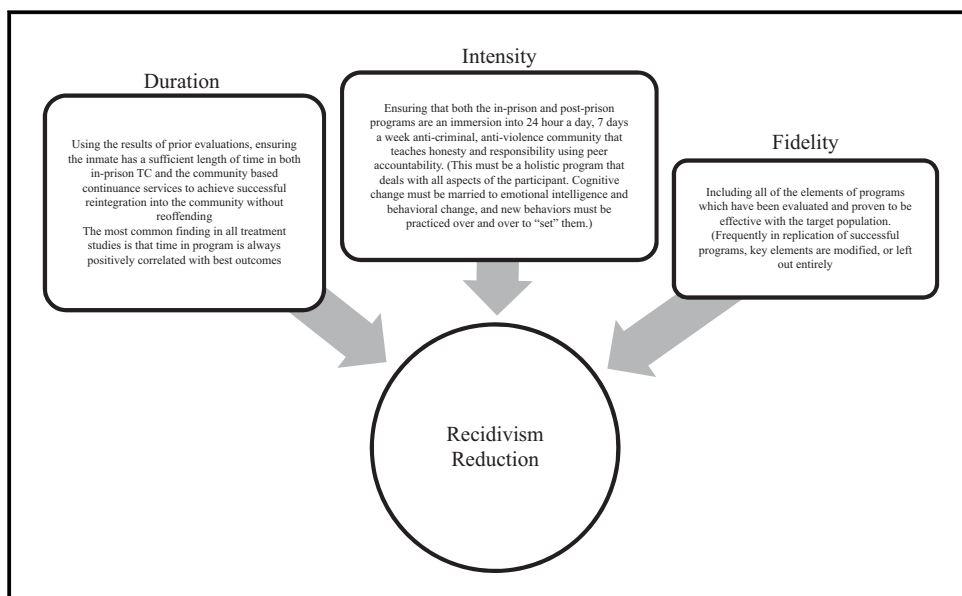 Duration
Using the results of prior evaluations, ensuring
the inmate has a sufficient length of time in both
in-prison TC and the community based
continuance services to achieve successful
reintegration into the community without
reoffending
The most common finding in all treatment
studies is that time in program is always
positively correlated with best outcomes
Intensity
Ensuring that both the in-prison and post-prison
programs are an immersion into 24 hour a day, 7 days
a week anti-criminal, anti-violence community that
teaches honesty and responsibility using peer
accountability. (This must be a holistic program that
deals with all aspects of the participant. Cognitive
change must be married to emotional intelligence and
behavioral change, and new behaviors must be
practiced over and over to “set” them.)
Fidelity
Including all of the elements of programs
which have been evaluated and proven to be
effective with the target population.
(Frequently in replication of successful
programs, key elements are modified, or left
out entirely
Recidivism
Reduction